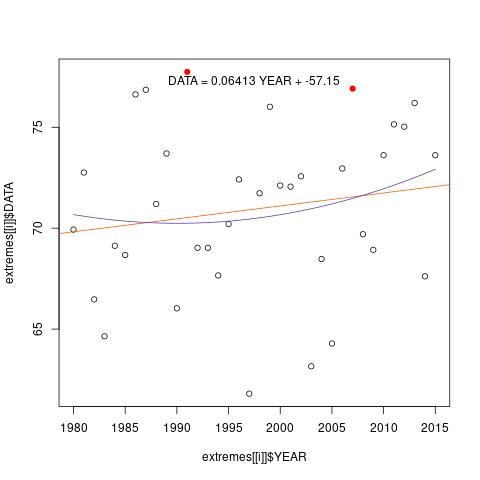 DATA = 0.06413 YEAR + -57.15
75
70
65
extremes[[i]]$DATA
1980 1985 1990 1995 2000 2005 2010 2015
extremes[[i]]$YEAR